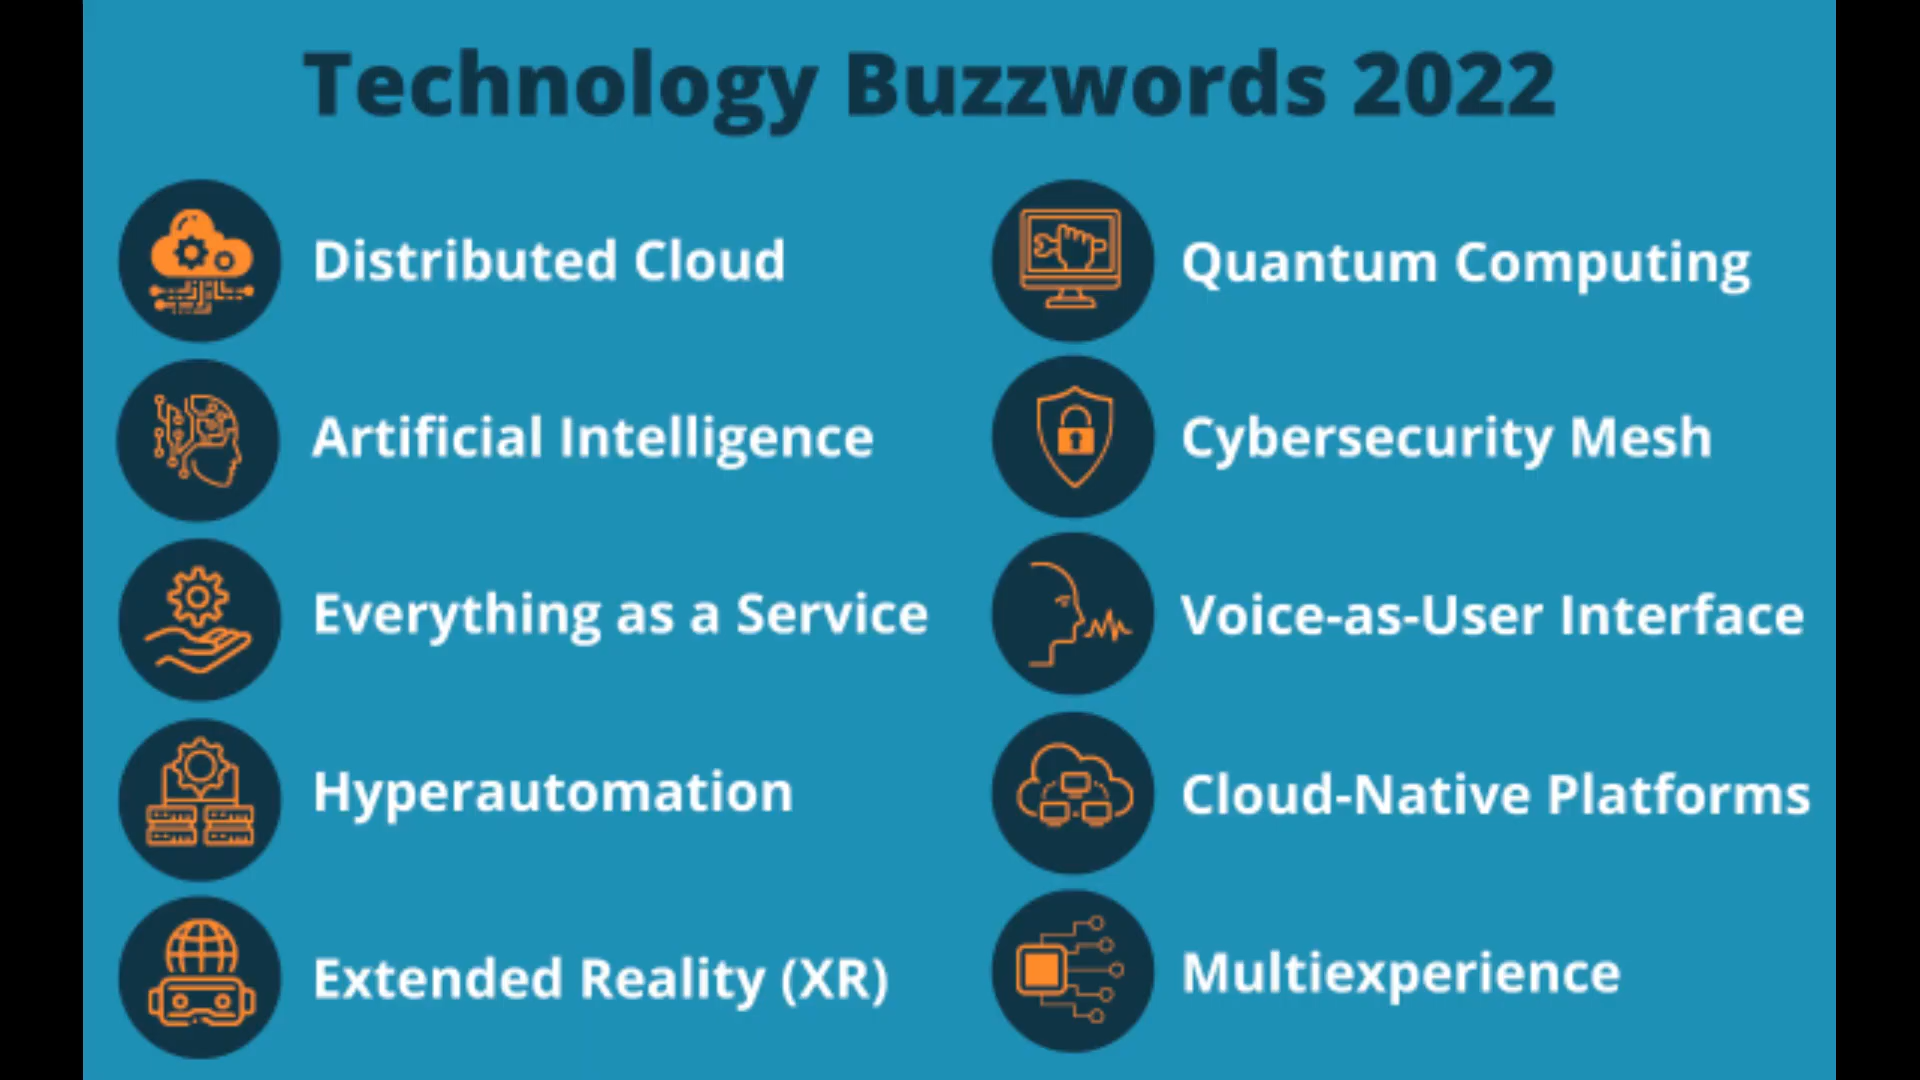 Technology Buzzwords 2022
Distributed Cloud
Artificial Intelligence
Everything as a Service
Hyperautomation
Extended Reality (XR)
Quantum Computing
Cybersecurity Mesh
Voice-as-User Interface
Cloud-Native Platforms
Multiexperience